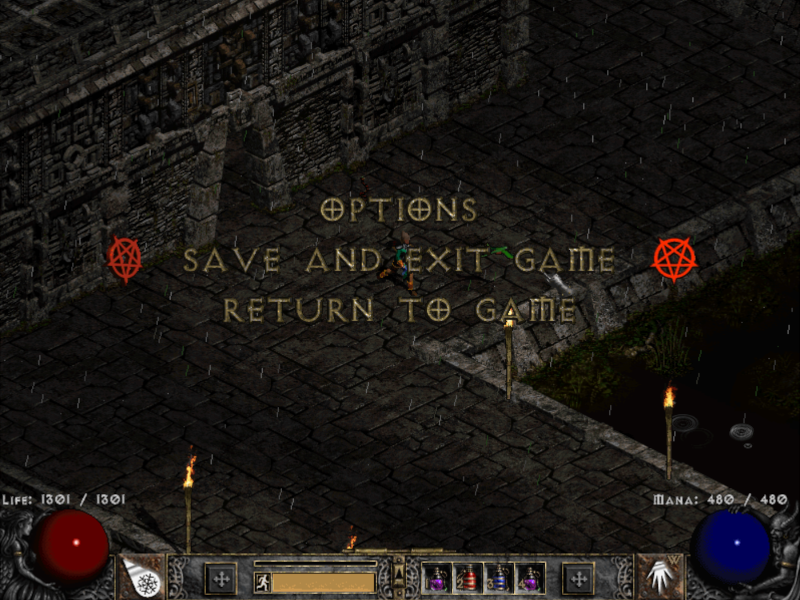 OPTIONS
SAVE AND EXIT GAME
RETURN TO GAME
LIFE: 1301 / 1301
MANA: 480 / 480